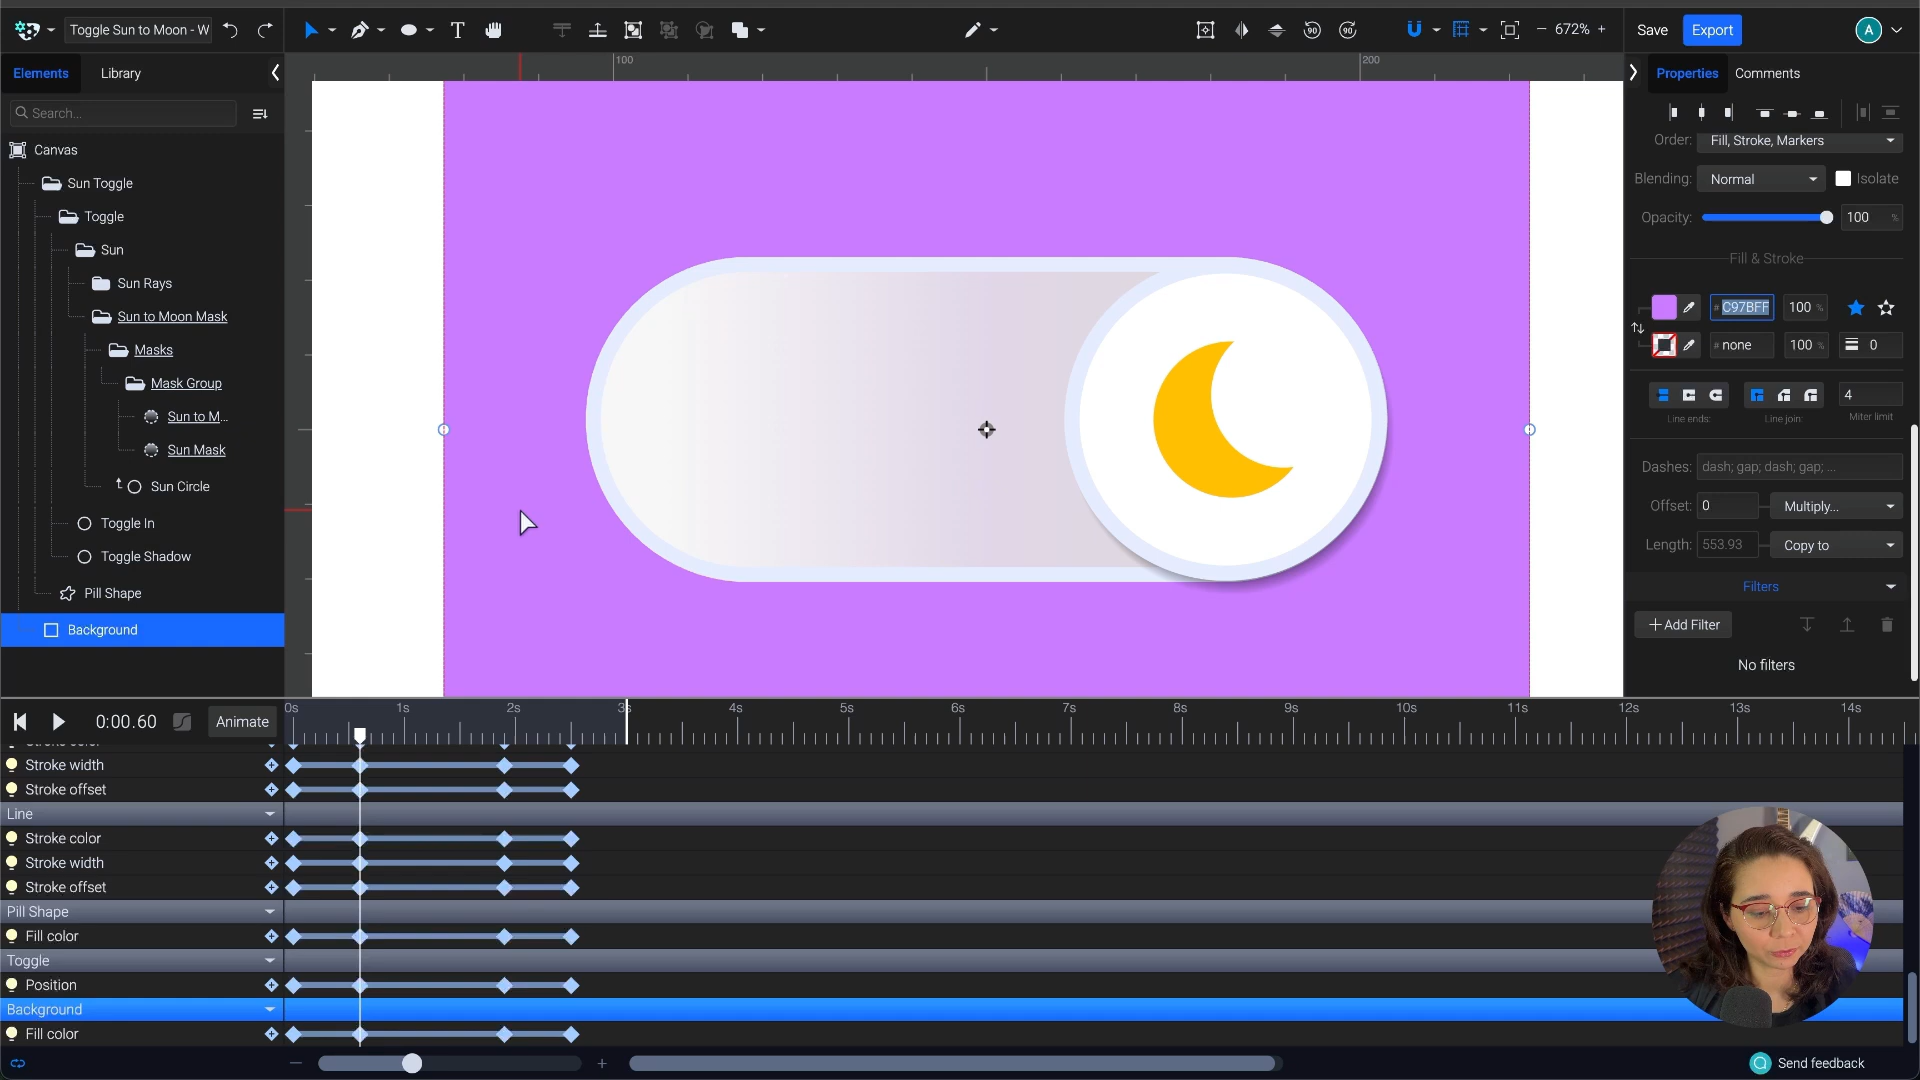 Toggle Sun to Moon - W
672%
Save
Export
A
Elements
Library
Search...
100
200
Properties
Comments
Canvas
Sun Toggle
Toggle
Sun
Sun Rays
Sun to Moon Mask
Masks
Mask Group
Sun to M...
Sun Mask
Sun Circle
Toggle In
Toggle Shadow
Pill Shape
Background
Order:
Fill, Stroke, Markers
Blending:
Normal
Isolate
Opacity:
100 %
Fill & Stroke
# C97BFF
100 %
# none
100 %
0
Line ends:
Line join:
4
Miter limit
Dashes:
dash; gap; dash; gap; ...
Offset:
0
Multiply...
Length:
553.93
Copy to
Filters
+ Add Filter
No filters
0:00.60
Animate
0s
1s
2s
3s
4s
5s
6s
7s
8s
9s
10s
11s
12s
13s
14s
Stroke width
Stroke offset
Line
Stroke color
Stroke width
Stroke offset
Pill Shape
Fill color
Toggle
Position
Background
Fill color
Send feedback